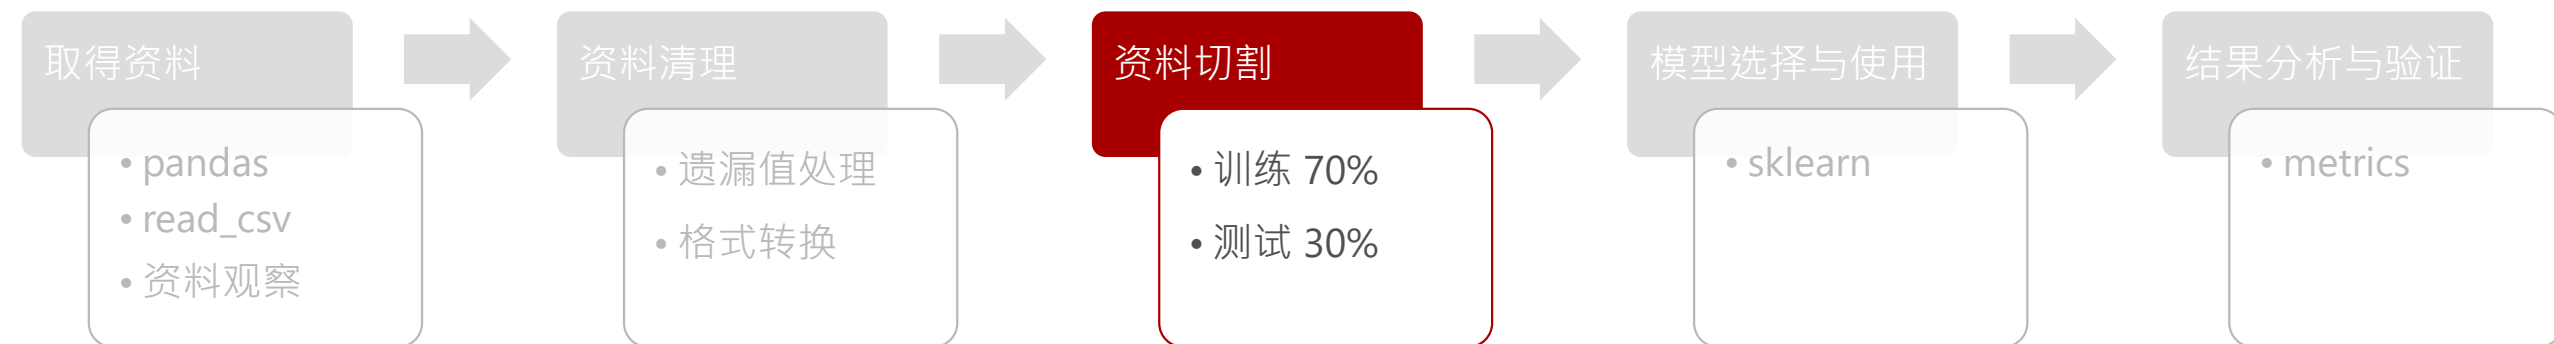 取得资料
• pandas
• read_csv
• 资料观察
资料清理
• 遗漏值处理
• 格式转换
资料切割
• 训练 70%
• 测试 30%
模型选择与使用
• sklearn
结果分析与验证
• metrics